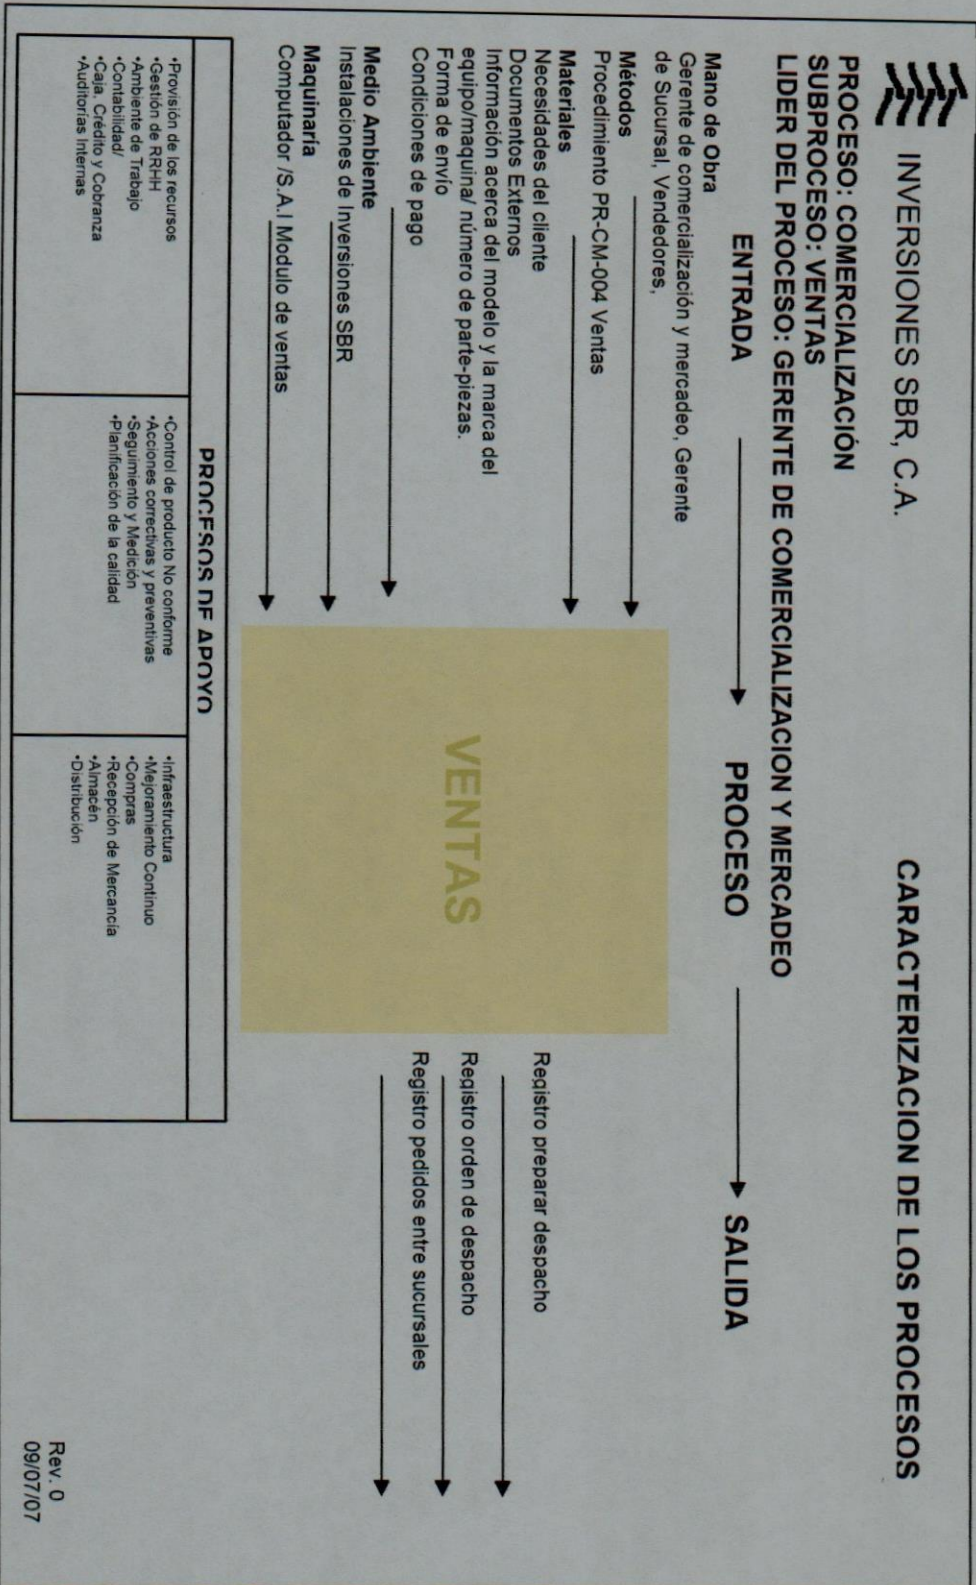 INVERSIONES SBR, C.A.
CARACTERIZACION DE LOS PROCESOS
PROCESO: COMERCIALIZACIÓN
SUBPROCESO: VENTAS
LIDER DEL PROCESO: GERENTE DE COMERCIALIZACION Y MERCADEO
ENTRADA
PROCESO
SALIDA
Mano de Obra
Gerente de comercialización y mercadeo, Gerente
de Sucursal, Vendedores,
Métodos
Procedimiento PR-CM-004 Ventas
Materiales
Necesidades del cliente
Documentos Externos
Información acerca del modelo y la marca del
equipo/maquina/ número de parte-piezas.
Forma de envío
Condiciones de pago
Medio Ambiente
Instalaciones de Inversiones SBR
Maquinaría
Computador /S.A.I Modulo de ventas
VENTAS
Registro preparar despacho
Registro orden de despacho
Registro pedidos entre sucursales
PROCESOS DE APOYO
•Provisión de los recursos
•Gestión de RRHH
•Ambiente de Trabajo
•Contabilidad/
•Caja, Crédito y Cobranza
•Auditorías Internas
•Control de producto No conforme
•Acciones correctivas y preventivas
•Seguimiento y Medición
•Planificación de la calidad
•Infraestructura
•Mejoramiento Continuo
•Compras
•Recepción de Mercancía
•Almacén
•Distribución
Rev. 0
09/07/07